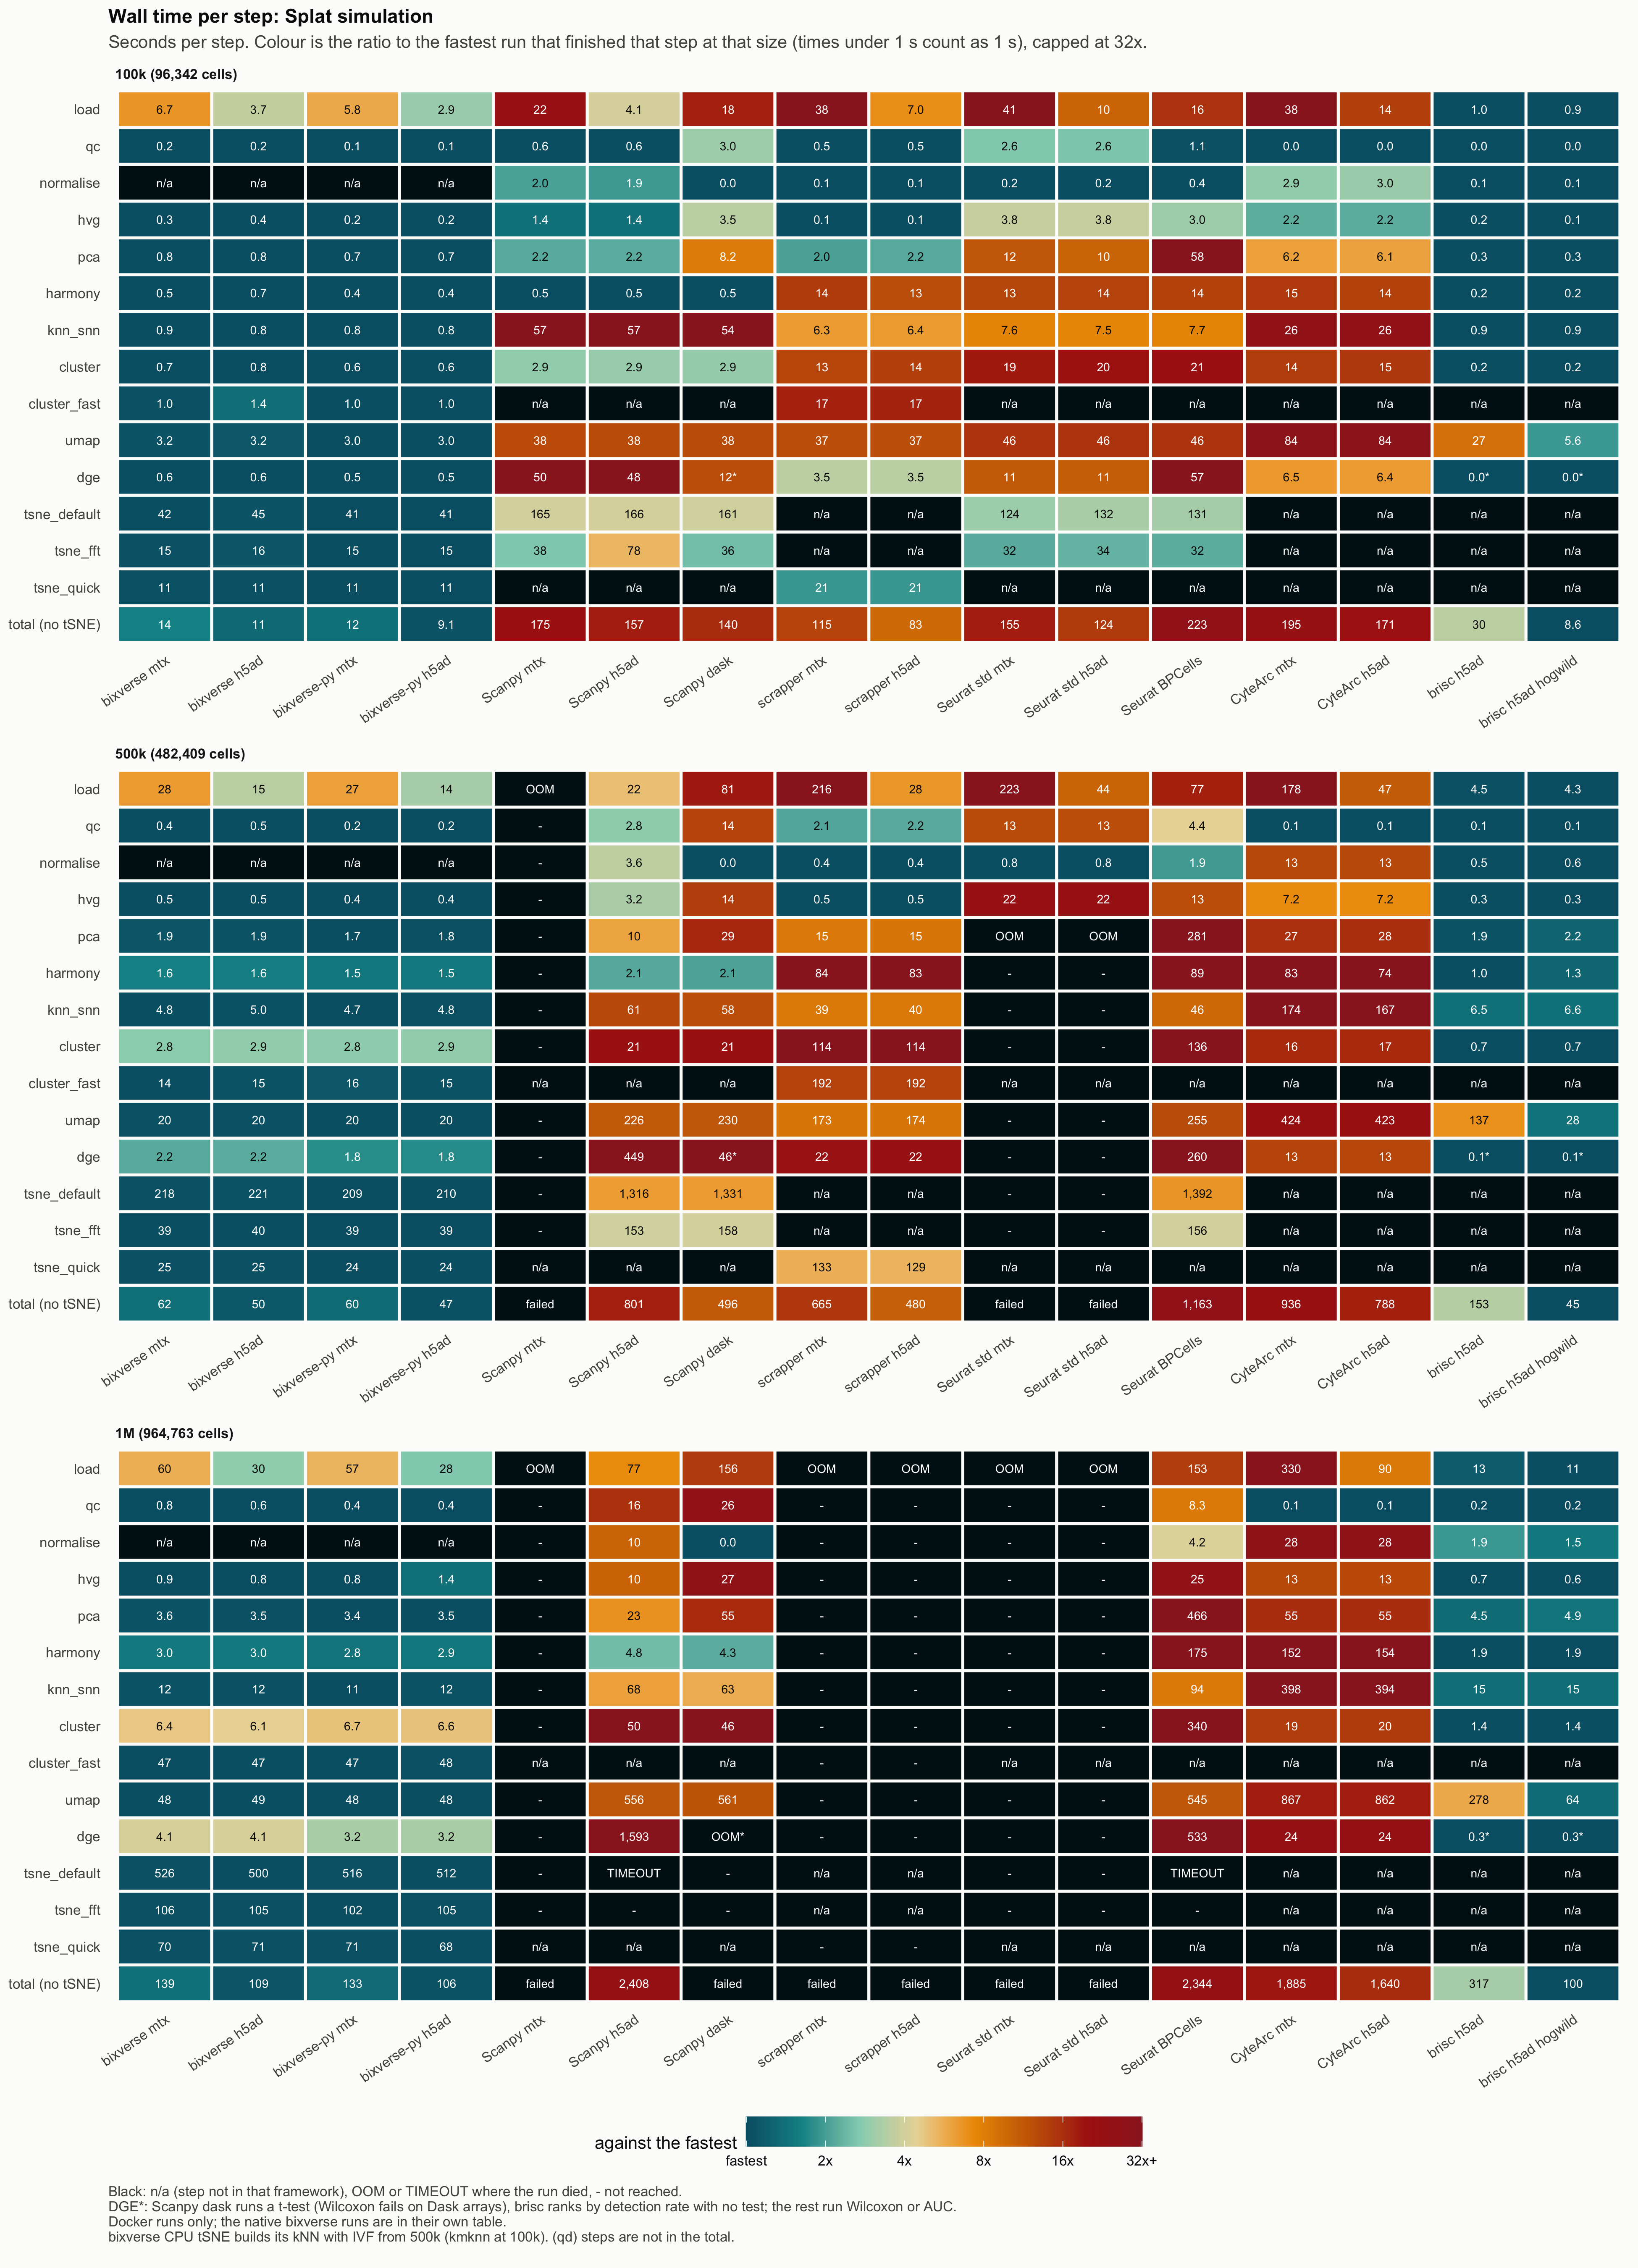 Wall time per step: Splat simulation
Seconds per step. Colour is the ratio to the fastest run that finished that step at that size (times under 1 s count as 1 s), capped at 32x.
100k (96,342 cells)
load 6.7 3.7 5.8 2.9 22 4.1 18 38 7.0 41 10 16 38 14 1.0 0.9
qc 0.2 0.2 0.1 0.1 0.6 0.6 3.0 0.5 0.5 2.6 2.6 1.1 0.0 0.0 0.0 0.0
normalise n/a n/a n/a n/a 2.0 1.9 0.0 0.1 0.1 0.2 0.2 0.4 2.9 3.0 0.1 0.1
hvg 0.3 0.4 0.2 0.2 1.4 1.4 3.5 0.1 0.1 3.8 3.8 3.0 2.2 2.2 0.2 0.1
pca 0.8 0.8 0.7 0.7 2.2 2.2 8.2 2.0 2.2 12 10 58 6.2 6.1 0.3 0.3
harmony 0.5 0.7 0.4 0.4 0.5 0.5 0.5 14 13 13 14 14 15 14 0.2 0.2
knn_snn 0.9 0.8 0.8 0.8 57 57 54 6.3 6.4 7.6 7.5 7.7 26 26 0.9 0.9
cluster 0.7 0.8 0.6 0.6 2.9 2.9 2.9 13 14 19 20 21 14 15 0.2 0.2
cluster_fast 1.0 1.4 1.0 1.0 n/a n/a n/a 17 17 n/a n/a n/a n/a n/a n/a n/a
umap 3.2 3.2 3.0 3.0 38 38 38 37 37 46 46 46 84 84 27 5.6
dge 0.6 0.6 0.5 0.5 50 48 12* 3.5 3.5 11 11 57 6.5 6.4 0.0* 0.0*
tsne_default 42 45 41 41 165 166 161 n/a n/a 124 132 131 n/a n/a n/a n/a
tsne_fft 15 16 15 15 38 78 36 n/a n/a 32 34 32 n/a n/a n/a n/a
tsne_quick 11 11 11 11 n/a n/a n/a 21 21 n/a n/a n/a n/a n/a n/a n/a
total (no tSNE) 14 11 12 9.1 175 157 140 115 83 155 124 223 195 171 30 8.6
bixverse mtx bixverse h5ad bixverse-py mtx bixverse-py h5ad Scanpy mtx Scanpy h5ad Scanpy dask scrapper mtx scrapper h5ad Seurat std mtx Seurat std h5ad Seurat BPCells CyteArc mtx CyteArc h5ad brisc h5ad brisc h5ad hogwild
500k (482,409 cells)
load 28 15 27 14 OOM 22 81 216 28 223 44 77 178 47 4.5 4.3
qc 0.4 0.5 0.2 0.2 - 2.8 14 2.1 2.2 13 13 4.4 0.1 0.1 0.1 0.1
normalise n/a n/a n/a n/a - 3.6 0.0 0.4 0.4 0.8 0.8 1.9 13 13 0.5 0.6
hvg 0.5 0.5 0.4 0.4 - 3.2 14 0.5 0.5 22 22 13 7.2 7.2 0.3 0.3
pca 1.9 1.9 1.7 1.8 - 10 29 15 15 OOM OOM 281 27 28 1.9 2.2
harmony 1.6 1.6 1.5 1.5 - 2.1 2.1 84 83 - - 89 83 74 1.0 1.3
knn_snn 4.8 5.0 4.7 4.8 - 61 58 39 40 - - 46 174 167 6.5 6.6
cluster 2.8 2.9 2.8 2.9 - 21 21 114 114 - - 136 16 17 0.7 0.7
cluster_fast 14 15 16 15 n/a n/a n/a 192 192 n/a n/a n/a n/a n/a n/a n/a
umap 20 20 20 20 - 226 230 173 174 - - 255 424 423 137 28
dge 2.2 2.2 1.8 1.8 - 449 46* 22 22 - - 260 13 13 0.1* 0.1*
tsne_default 218 221 209 210 - 1,316 1,331 n/a n/a - - 1,392 n/a n/a n/a n/a
tsne_fft 39 40 39 39 - 153 158 n/a n/a - - 156 n/a n/a n/a n/a
tsne_quick 25 25 24 24 n/a n/a n/a 133 129 n/a n/a n/a n/a n/a n/a n/a
total (no tSNE) 62 50 60 47 failed 801 496 665 480 failed failed 1,163 936 788 153 45
bixverse mtx bixverse h5ad bixverse-py mtx bixverse-py h5ad Scanpy mtx Scanpy h5ad Scanpy dask scrapper mtx scrapper h5ad Seurat std mtx Seurat std h5ad Seurat BPCells CyteArc mtx CyteArc h5ad brisc h5ad brisc h5ad hogwild
1M (964,763 cells)
load 60 30 57 28 OOM 77 156 OOM OOM OOM OOM 153 330 90 13 11
qc 0.8 0.6 0.4 0.4 - 16 26 - - - - 8.3 0.1 0.1 0.2 0.2
normalise n/a n/a n/a n/a - 10 0.0 - - - - 4.2 28 28 1.9 1.5
hvg 0.9 0.8 0.8 1.4 - 10 27 - - - - 25 13 13 0.7 0.6
pca 3.6 3.5 3.4 3.5 - 23 55 - - - - 466 55 55 4.5 4.9
harmony 3.0 3.0 2.8 2.9 - 4.8 4.3 - - - - 175 152 154 1.9 1.9
knn_snn 12 12 11 12 - 68 63 - - - - 94 398 394 15 15
cluster 6.4 6.1 6.7 6.6 - 50 46 - - - - 340 19 20 1.4 1.4
cluster_fast 47 47 47 48 n/a n/a n/a - - n/a n/a n/a n/a n/a n/a n/a
umap 48 49 48 48 - 556 561 - - - - 545 867 862 278 64
dge 4.1 4.1 3.2 3.2 - 1,593 OOM* - - - - 533 24 24 0.3* 0.3*
tsne_default 526 500 516 512 - TIMEOUT - n/a n/a - - TIMEOUT n/a n/a n/a n/a
tsne_fft 106 105 102 105 - - - n/a n/a - - - n/a n/a n/a n/a
tsne_quick 70 71 71 68 n/a n/a n/a - - n/a n/a n/a n/a n/a n/a n/a
total (no tSNE) 139 109 133 106 failed 2,408 failed failed failed failed failed 2,344 1,885 1,640 317 100
bixverse mtx bixverse h5ad bixverse-py mtx bixverse-py h5ad Scanpy mtx Scanpy h5ad Scanpy dask scrapper mtx scrapper h5ad Seurat std mtx Seurat std h5ad Seurat BPCells CyteArc mtx CyteArc h5ad brisc h5ad brisc h5ad hogwild
against the fastest
fastest 2x 4x 8x 16x 32x+
Black: n/a (step not in that framework), OOM or TIMEOUT where the run died, - not reached.
DGE*: Scanpy dask runs a t-test (Wilcoxon fails on Dask arrays), brisc ranks by detection rate with no test; the rest run Wilcoxon or AUC.
Docker runs only; the native bixverse runs are in their own table.
bixverse CPU tSNE builds its kNN with IVF from 500k (kmknn at 100k). (qd) steps are not in the total.